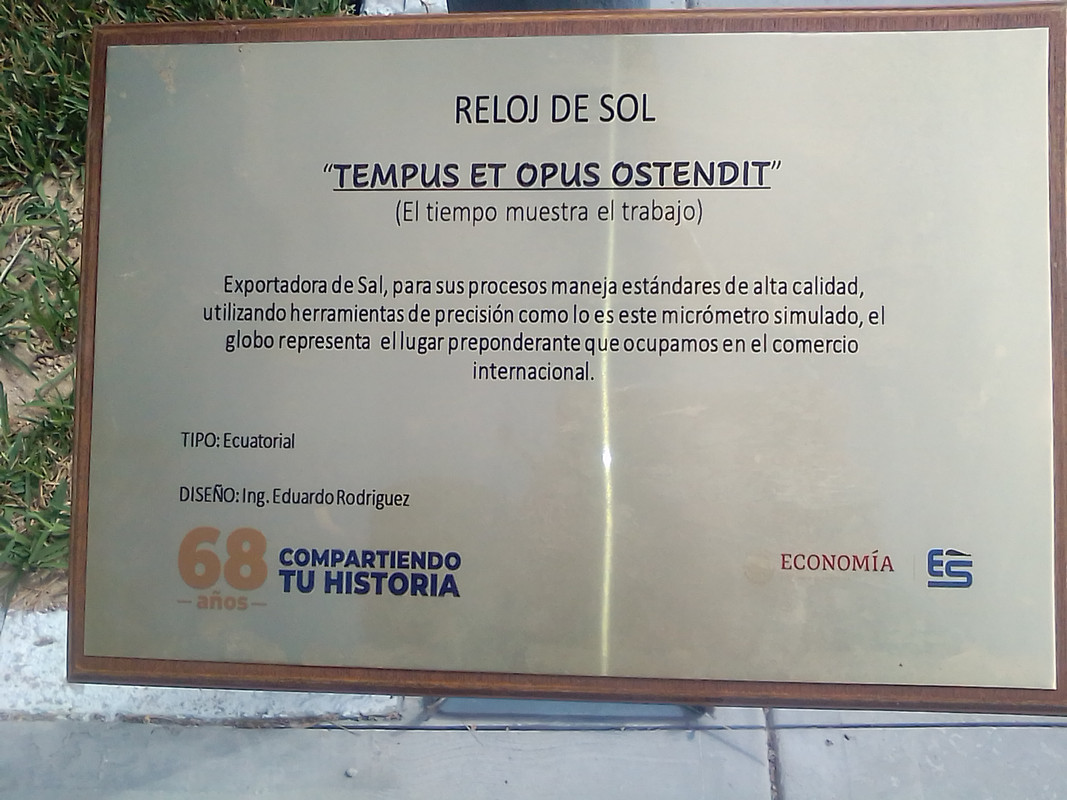 RELOJ DE SOL
“TEMPUS ET OPUS OSTENDIT”
(El tiempo muestra el trabajo)
Exportadora de Sal, para sus procesos maneja estándares de alta calidad,
utilizando herramientas de precisión como lo es este micrómetro simulado, el
globo representa el lugar preponderante que ocupamos en el comercio
internacional.
TIPO: Ecuatorial
DISEÑO: Ing. Eduardo Rodriguez
68
años
COMPARTIENDO
TU HISTORIA
ECONOMÍA
ES